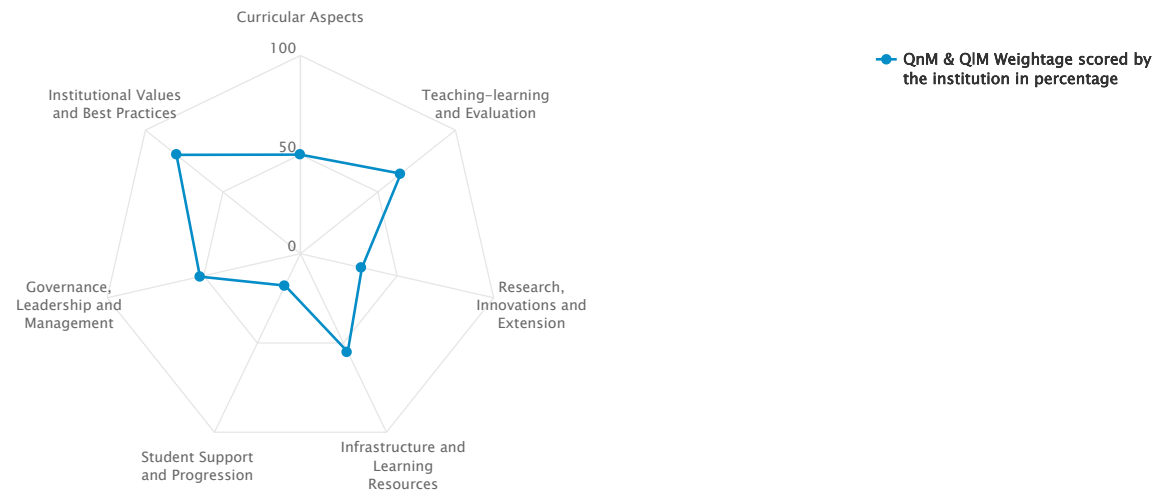 Curricular Aspects
100
QnM & QlM Weightage scored by
the institution in percentage
Institutional Values
and Best Practices
Teaching-learning
and Evaluation
50
0
Governance,
Leadership and
Management
Research,
Innovations and
Extension
Student Support
and Progression
Infrastructure and
Learning
Resources